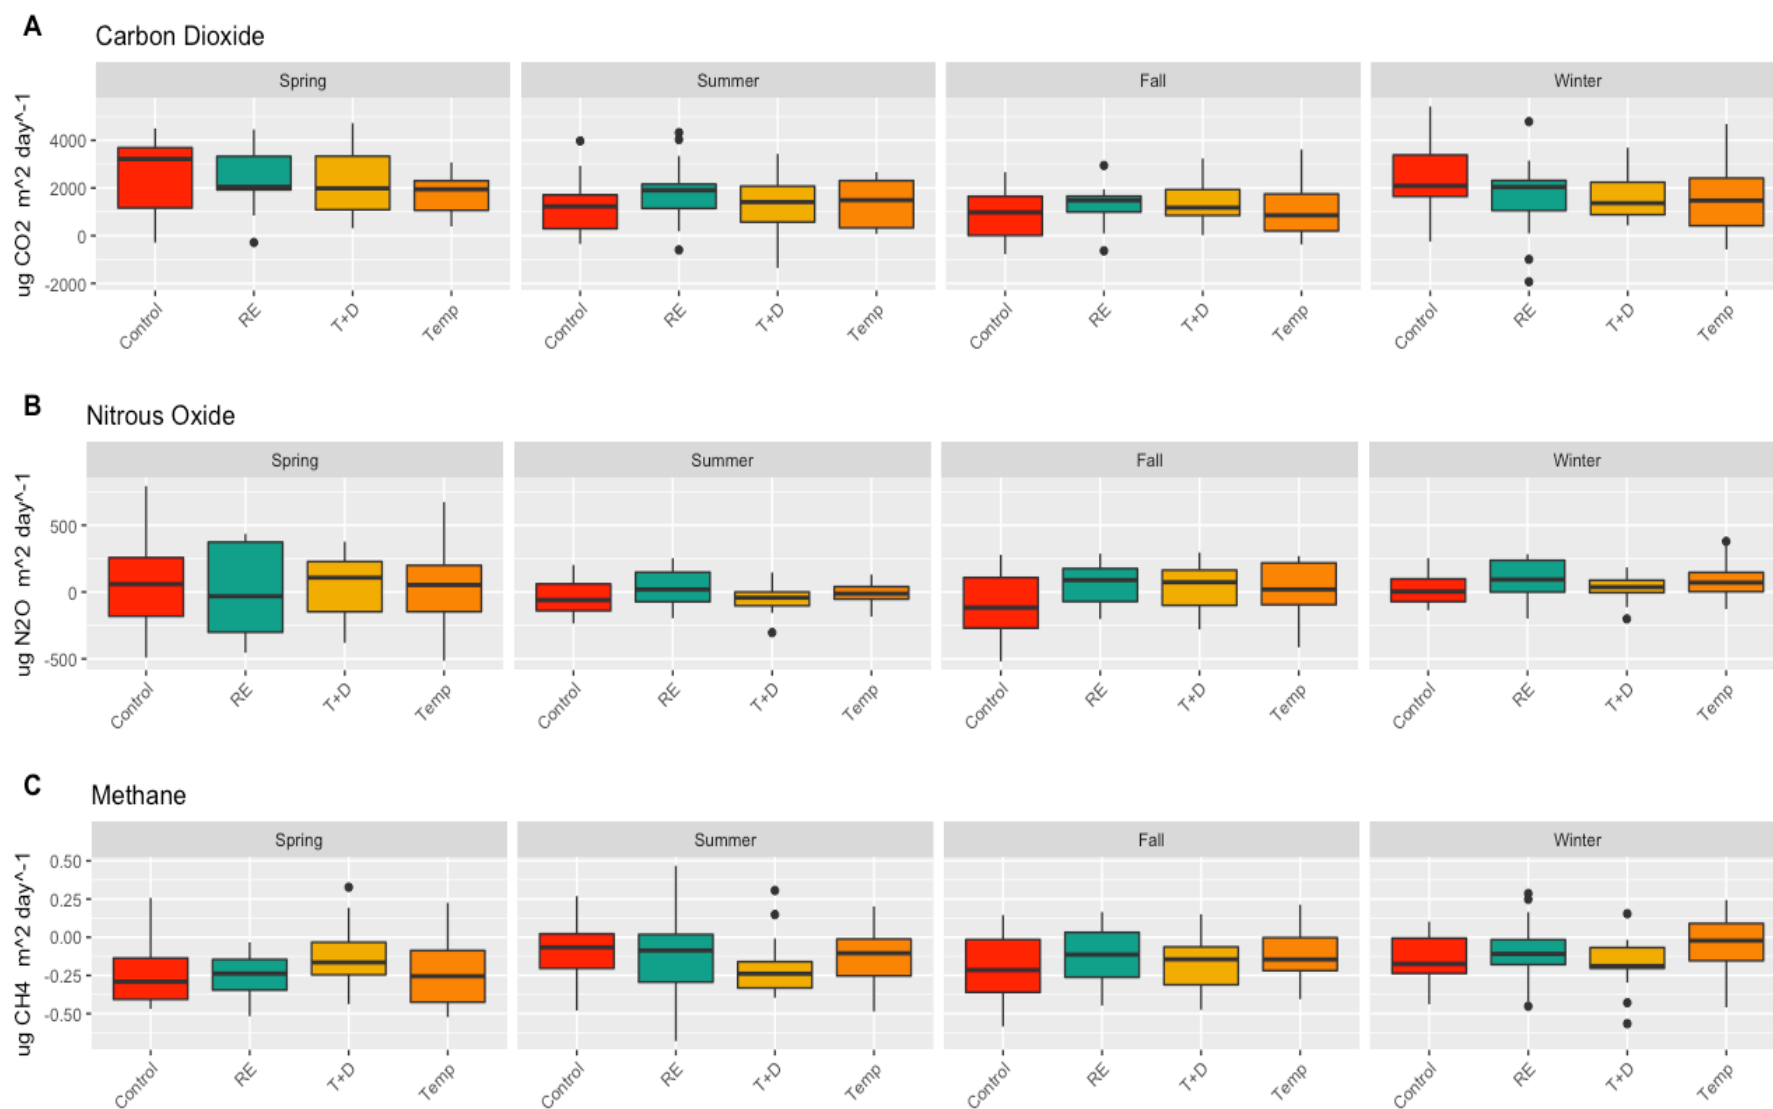 A
Carbon Dioxide
Spring
Summer
Fall
Winter
ug CO2 m^2 day^-1
4000
2000
0
-2000
Control
RE
T+D
Temp
Control
RE
T+D
Temp
Control
RE
T+D
Temp
Control
RE
T+D
Temp
B
Nitrous Oxide
Spring
Summer
Fall
Winter
ug N2O m^2 day^-1
500
0
-500
Control
RE
T+D
Temp
Control
RE
T+D
Temp
Control
RE
T+D
Temp
Control
RE
T+D
Temp
C
Methane
Spring
Summer
Fall
Winter
ug CH4 m^2 day^-1
0.50
0.25
0.00
-0.25
-0.50
Control
RE
T+D
Temp
Control
RE
T+D
Temp
Control
RE
T+D
Temp
Control
RE
T+D
Temp